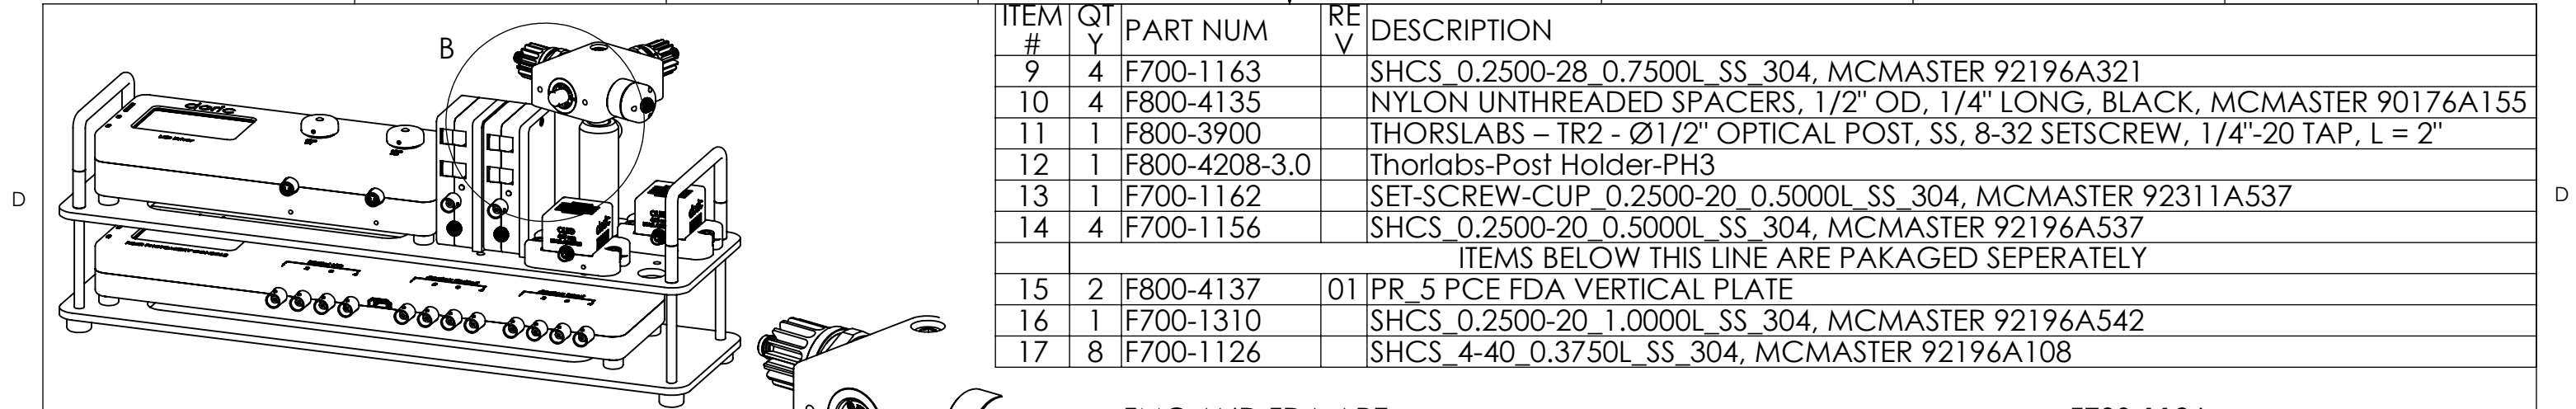 B
ITEM # QTY PART NUM REV DESCRIPTION
9 4 F700-1163 SHCS_0.2500-28_0.7500L_SS_304, MCMASTER 92196A321
10 4 F800-4135 NYLON UNTHREADED SPACERS, 1/2" OD, 1/4" LONG, BLACK, MCMASTER 90176A155
11 1 F800-3900 THORSLABS – TR2 - Ø1/2" OPTICAL POST, SS, 8-32 SETSCREW, 1/4"-20 TAP, L = 2"
12 1 F800-4208-3.0 Thorlabs-Post Holder-PH3
13 1 F700-1162 SET-SCREW-CUP_0.2500-20_0.5000L_SS_304, MCMASTER 92311A537
14 4 F700-1156 SHCS_0.2500-20_0.5000L_SS_304, MCMASTER 92196A537
ITEMS BELOW THIS LINE ARE PAKAGED SEPERATELY
15 2 F800-4137 01 PR_5 PCE FDA VERTICAL PLATE
16 1 F700-1310 SHCS_0.2500-20_1.0000L_SS_304, MCMASTER 92196A542
17 8 F700-1126 SHCS_4-40_0.3750L_SS_304, MCMASTER 92196A108
D
D
doric